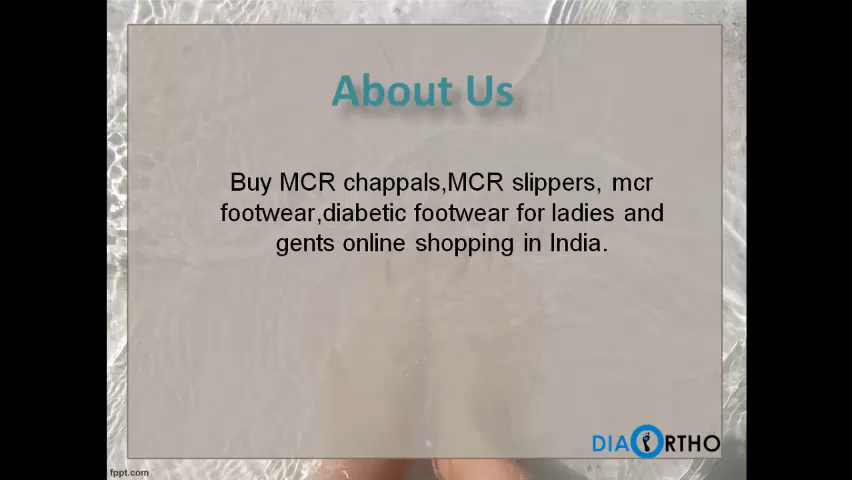 About Us
Buy MCR chappals,MCR slippers, mcr
footwear,diabetic footwear for ladies and
gents online shopping in India.
DIAORTHO
fppt.com